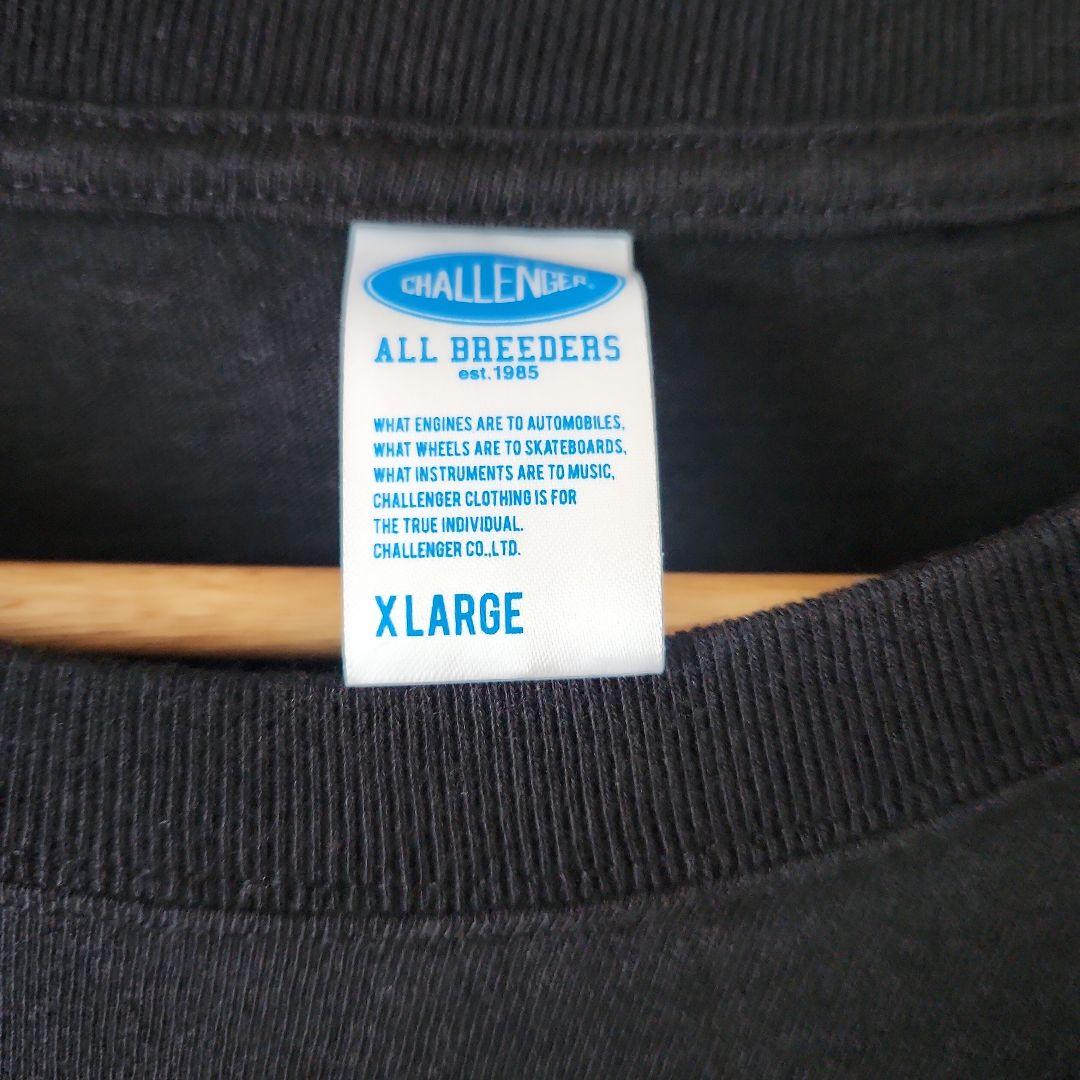 CHALLENGER®
ALL BREEDERS
est.1985
WHAT ENGINES ARE TO AUTOMOBILES,
WHAT WHEELS ARE TO SKATEBOARDS,
WHAT INSTRUMENTS ARE TO MUSIC,
CHALLENGER CLOTHING IS FOR
THE TRUE INDIVIDUAL.
CHALLENGER CO.,LTD.
X LARGE